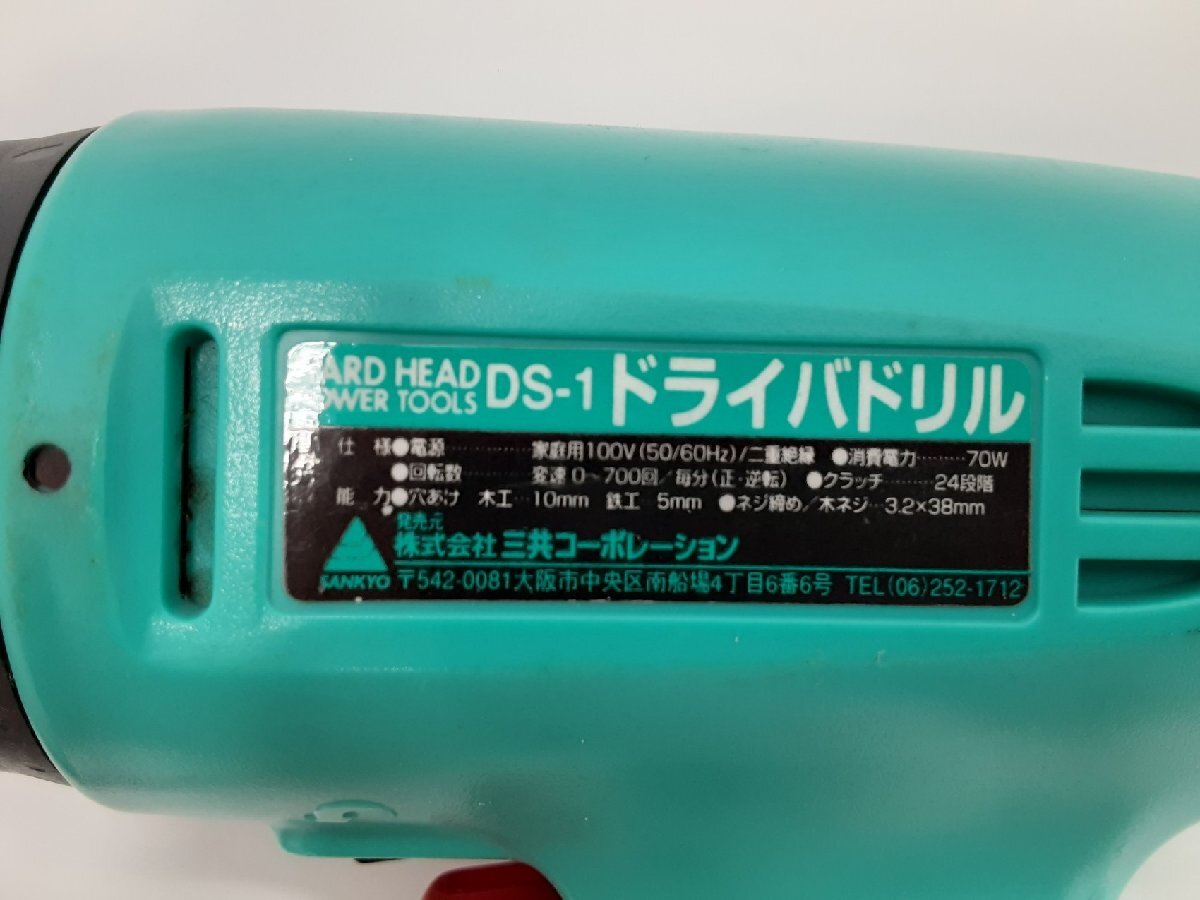 HARD HEAD
POWER TOOLS
DS-1 ドライバドリル
仕 様●電源………家庭用100V(50/60Hz)/二重絶縁 ●消費電力………70W
●回転数………変速0～700回/毎分(正・逆転) ●クラッチ………24段階
能 力●穴あけ 木工…10mm 鉄工…5mm ●ネジ締め/木ネジ…3.2×38mm
発売元
株式会社三共コーポレーション
SANKYO 〒542-0081大阪市中央区南船場4丁目6番6号 TEL(06)252-1712